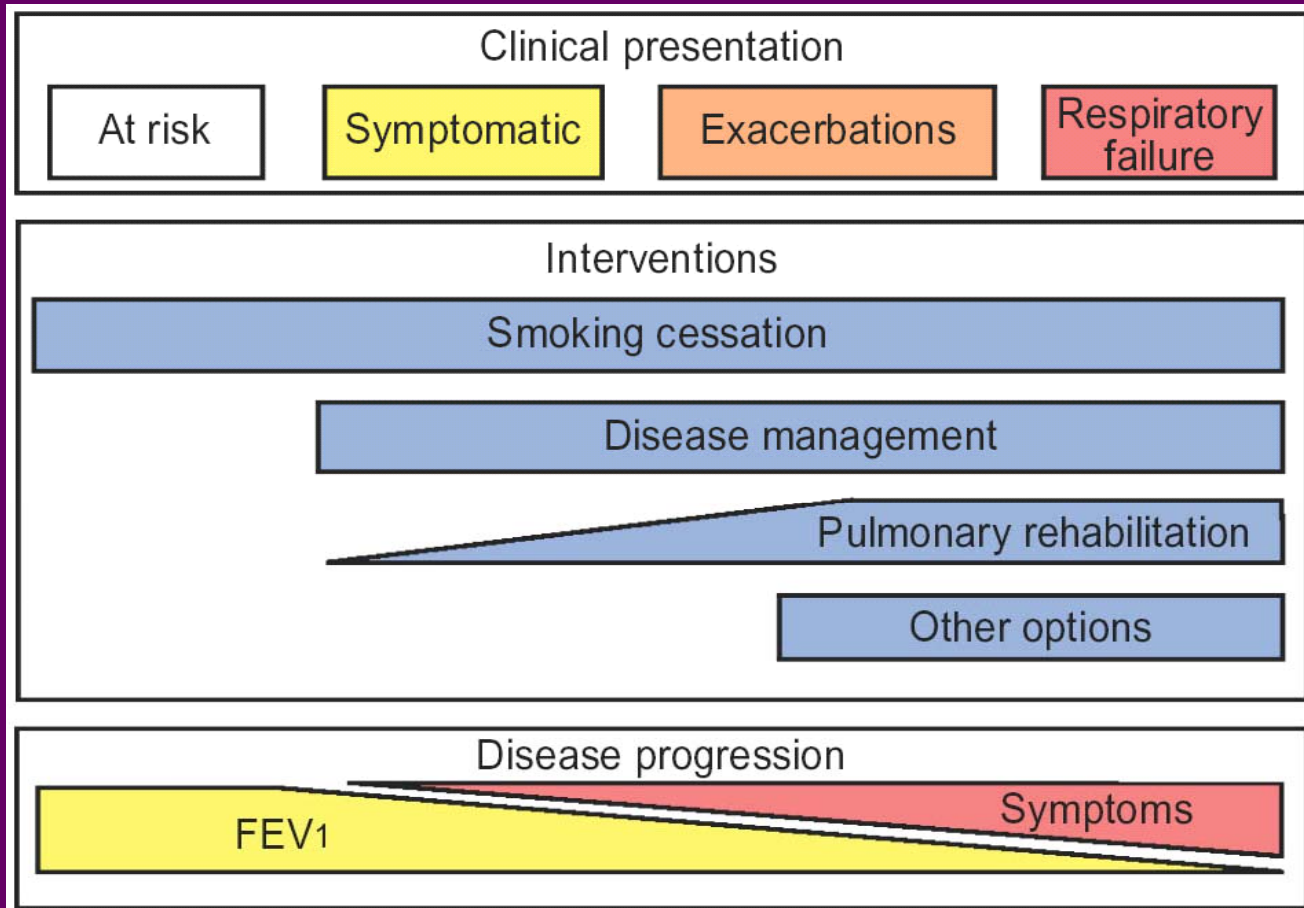 Clinical presentation
At risk
Symptomatic
Exacerbations
Respiratory
failure
Interventions
Smoking cessation
Disease management
Pulmonary rehabilitation
Other options
Disease progression
Symptoms
FEV1